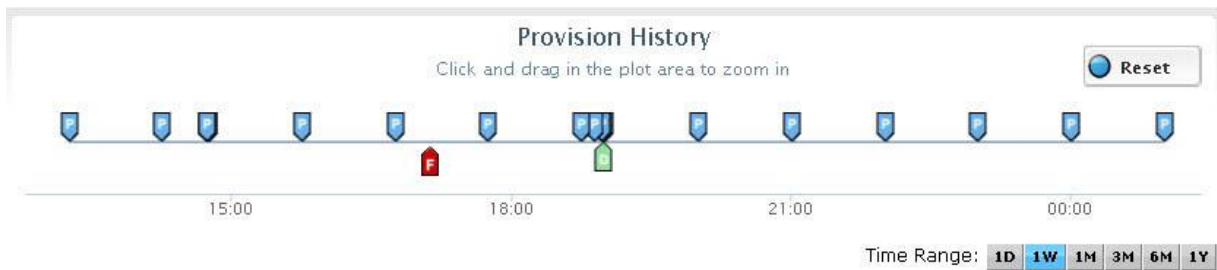 Provision History
Click and drag in the plot area to zoom in
Reset
P P P P P P P P P P P P P P P
F
15:00 18:00 21:00 00:00
Time Range: 1D 1W 1M 3M 6M 1Y